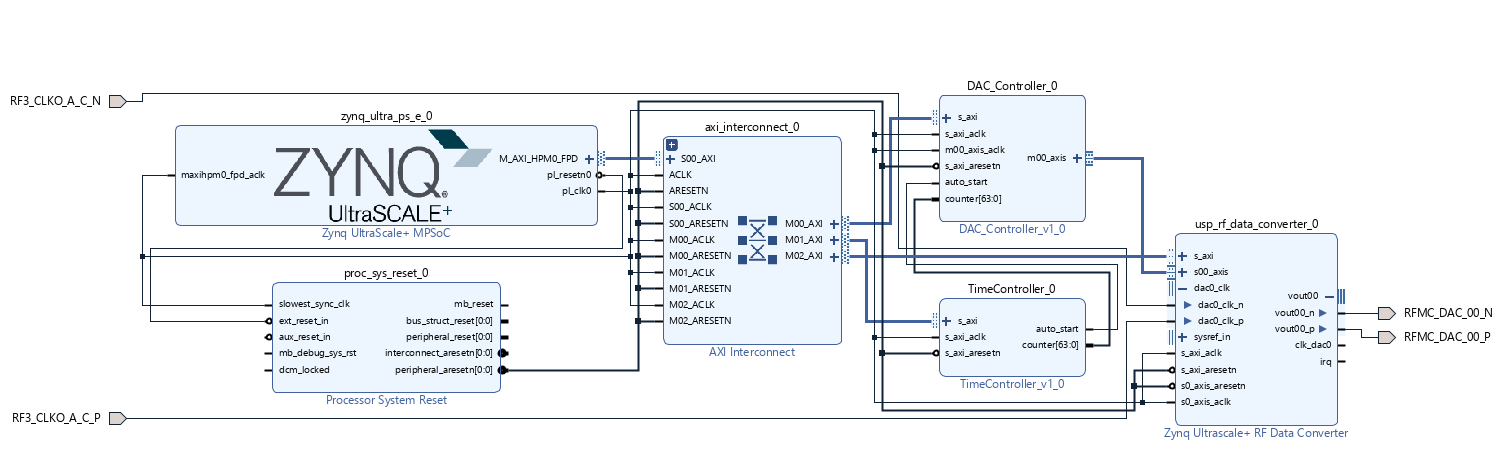 RF3_CLKO_A_C_N
RF3_CLKO_A_C_P
zynq_ultra_ps_e_0
maxihpm0_fpd_aclk
ZYNQ
®
UltraSCALE+
M_AXI_HPM0_FPD
pl_resetn0
pl_clk0
Zynq UltraScale+ MPSoC
proc_sys_reset_0
slowest_sync_clk
ext_reset_in
aux_reset_in
mb_debug_sys_rst
dcm_locked
mb_reset
bus_struct_reset[0:0]
peripheral_reset[0:0]
interconnect_aresetn[0:0]
peripheral_aresetn[0:0]
Processor System Reset
axi_interconnect_0
S00_AXI
ACLK
ARESETN
S00_ACLK
S00_ARESETN
M00_ACLK
M00_ARESETN
M01_ACLK
M01_ARESETN
M02_ACLK
M02_ARESETN
M00_AXI
M01_AXI
M02_AXI
AXI Interconnect
DAC_Controller_0
s_axi
s_axi_aclk
m00_axis_aclk
s_axi_aresetn
auto_start
counter[63:0]
m00_axis
DAC_Controller_v1_0
TimeController_0
s_axi
s_axi_aclk
s_axi_aresetn
auto_start
counter[63:0]
TimeController_v1_0
usp_rf_data_converter_0
s_axi
s00_axis
dac0_clk
dac0_clk_n
dac0_clk_p
sysref_in
s_axi_aclk
s_axi_aresetn
s0_axis_aresetn
s0_axis_aclk
vout00
vout00_n
vout00_p
clk_dac0
irq
Zynq Ultrascale+ RF Data Converter
RFMC_DAC_00_N
RFMC_DAC_00_P